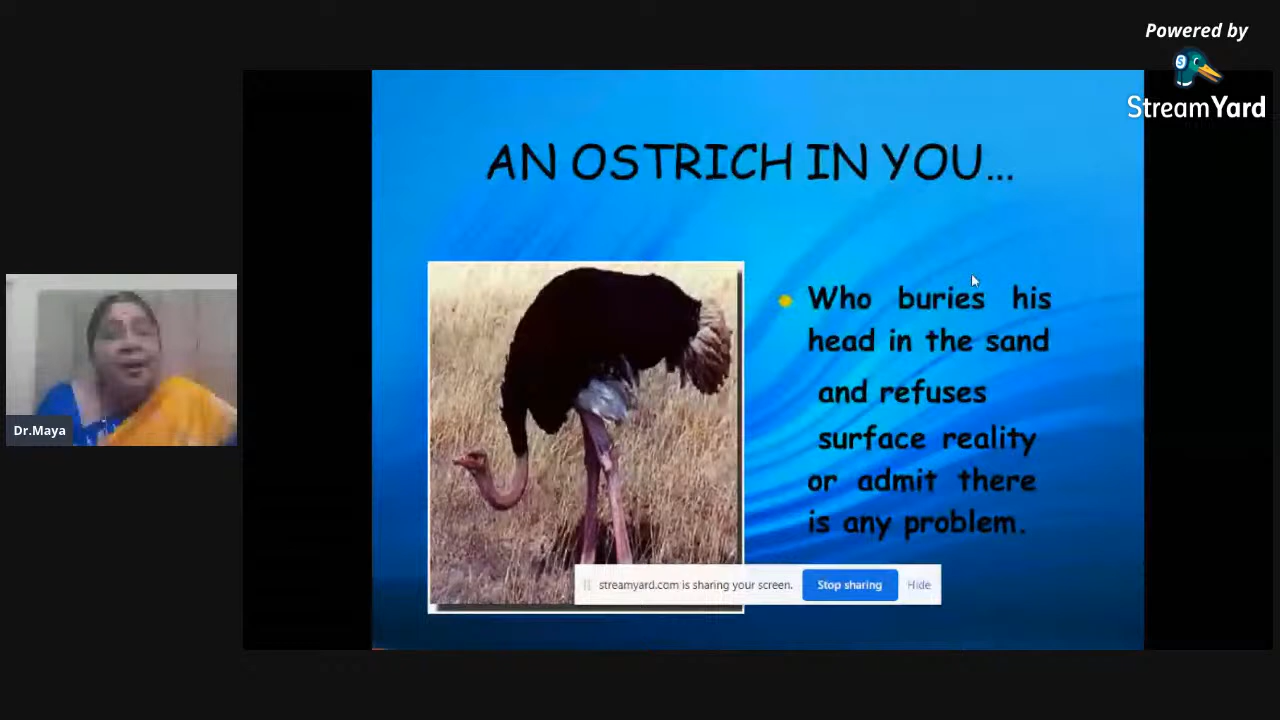 Powered by
StreamYard
AN OSTRICH IN YOU...
Who buries his
head in the sand
and refuses
surface reality
or admit there
is any problem.
Dr.Maya
streamyard.com is sharing your screen. Stop sharing Hide